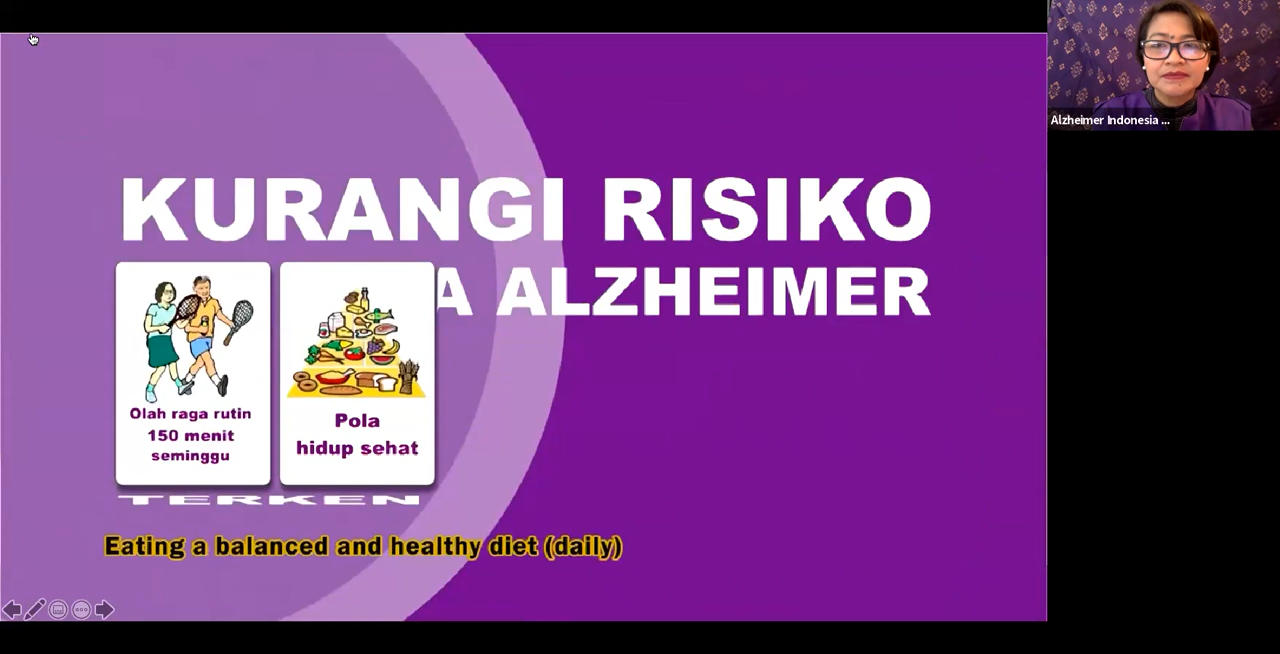 KURANGI RISIKO
A ALZHEIMER
Olah raga rutin
150 menit
seminggu
Pola
hidup sehat
TERKEN
Eating a balanced and healthy diet (daily)
Alzheimer Indonesia ...